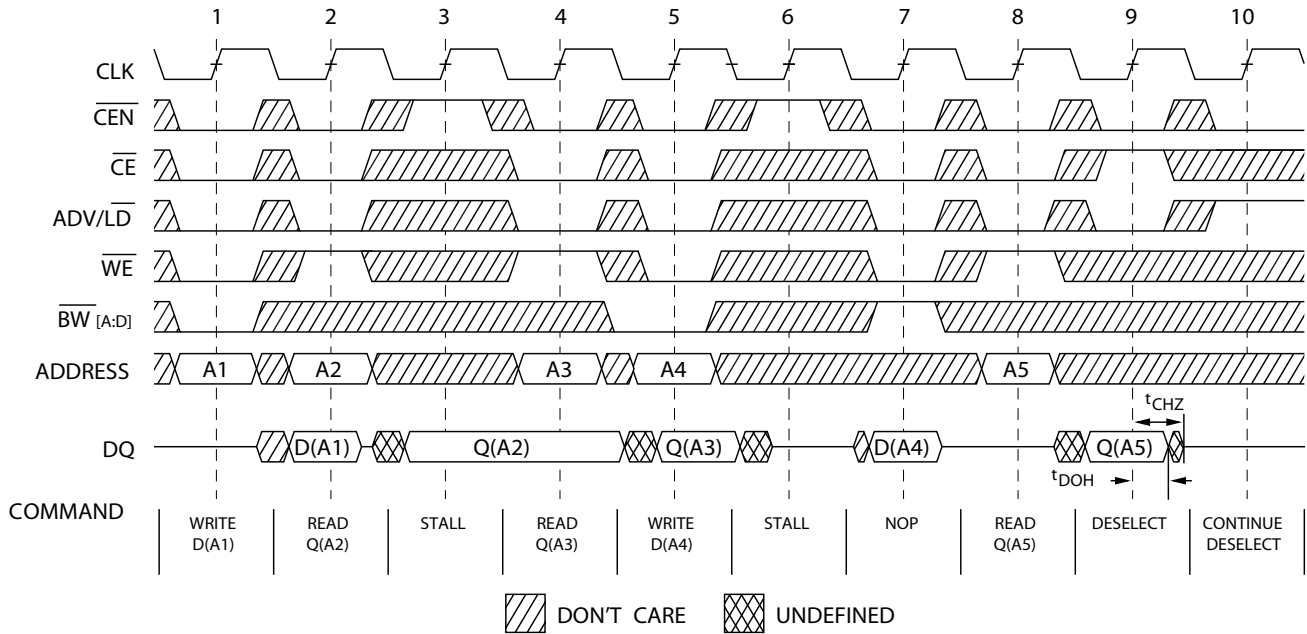 1 2 3 4 5 6 7 8 9 10
CLK
CEN
CE
ADV/LD
WE
BW [A:D]
ADDRESS A1 A2 A3 A4 A5
tCHZ
DQ D(A1) Q(A2) Q(A3) D(A4) Q(A5)
tDOH
COMMAND
WRITE READ STALL READ WRITE STALL NOP READ DESELECT CONTINUE
D(A1) Q(A2) Q(A3) D(A4) Q(A5) DESELECT
DON'T CARE UNDEFINED